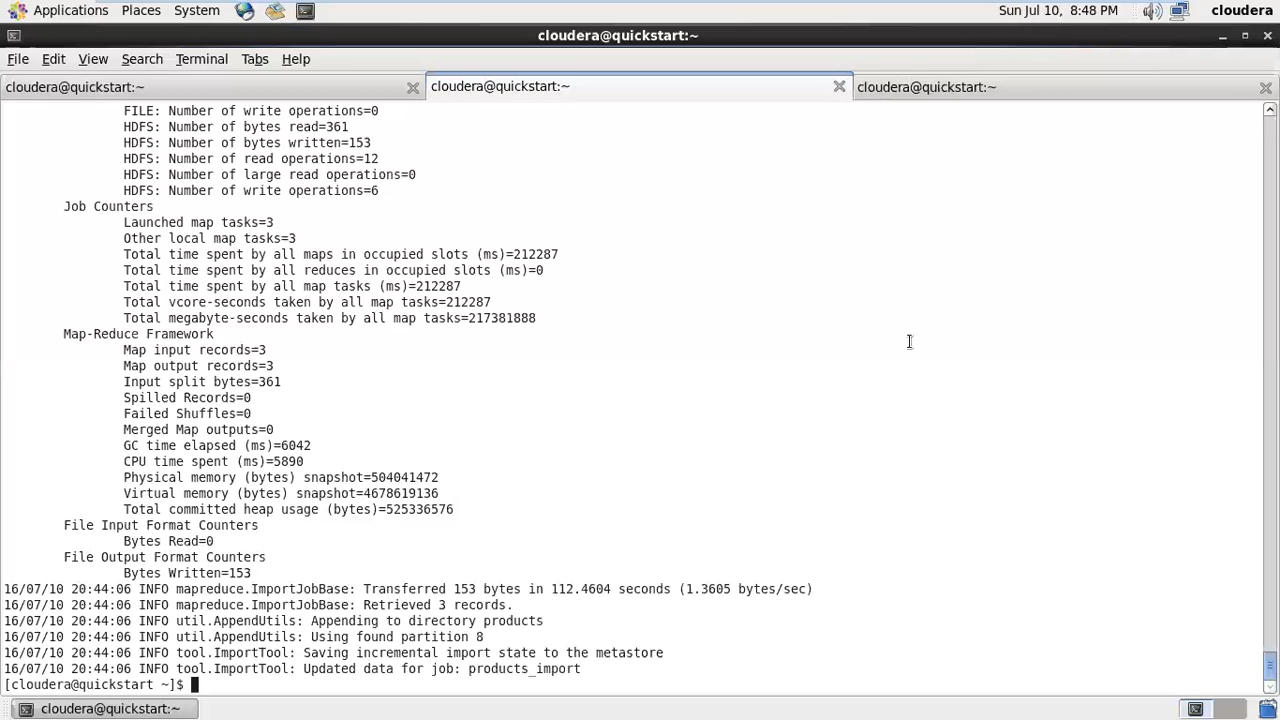 Applications Places System Sun Jul 10, 8:48 PM cloudera
cloudera@quickstart:~
File Edit View Search Terminal Tabs Help
cloudera@quickstart:~ cloudera@quickstart:~ cloudera@quickstart:~
FILE: Number of write operations=0
HDFS: Number of bytes read=361
HDFS: Number of bytes written=153
HDFS: Number of read operations=12
HDFS: Number of large read operations=0
HDFS: Number of write operations=6
Job Counters
Launched map tasks=3
Other local map tasks=3
Total time spent by all maps in occupied slots (ms)=212287
Total time spent by all reduces in occupied slots (ms)=0
Total time spent by all map tasks (ms)=212287
Total vcore-seconds taken by all map tasks=212287
Total megabyte-seconds taken by all map tasks=217381888
Map-Reduce Framework
Map input records=3
Map output records=3
Input split bytes=361
Spilled Records=0
Failed Shuffles=0
Merged Map outputs=0
GC time elapsed (ms)=6042
CPU time spent (ms)=5890
Physical memory (bytes) snapshot=504041472
Virtual memory (bytes) snapshot=4678619136
Total committed heap usage (bytes)=525336576
File Input Format Counters
Bytes Read=0
File Output Format Counters
Bytes Written=153
16/07/10 20:44:06 INFO mapreduce.ImportJobBase: Transferred 153 bytes in 112.4604 seconds (1.3605 bytes/sec)
16/07/10 20:44:06 INFO mapreduce.ImportJobBase: Retrieved 3 records.
16/07/10 20:44:06 INFO util.AppendUtils: Appending to directory products
16/07/10 20:44:06 INFO util.AppendUtils: Using found partition 8
16/07/10 20:44:06 INFO tool.ImportTool: Saving incremental import state to the metastore
16/07/10 20:44:06 INFO tool.ImportTool: Updated data for job: products_import
[cloudera@quickstart ~]$
cloudera@quickstart:~